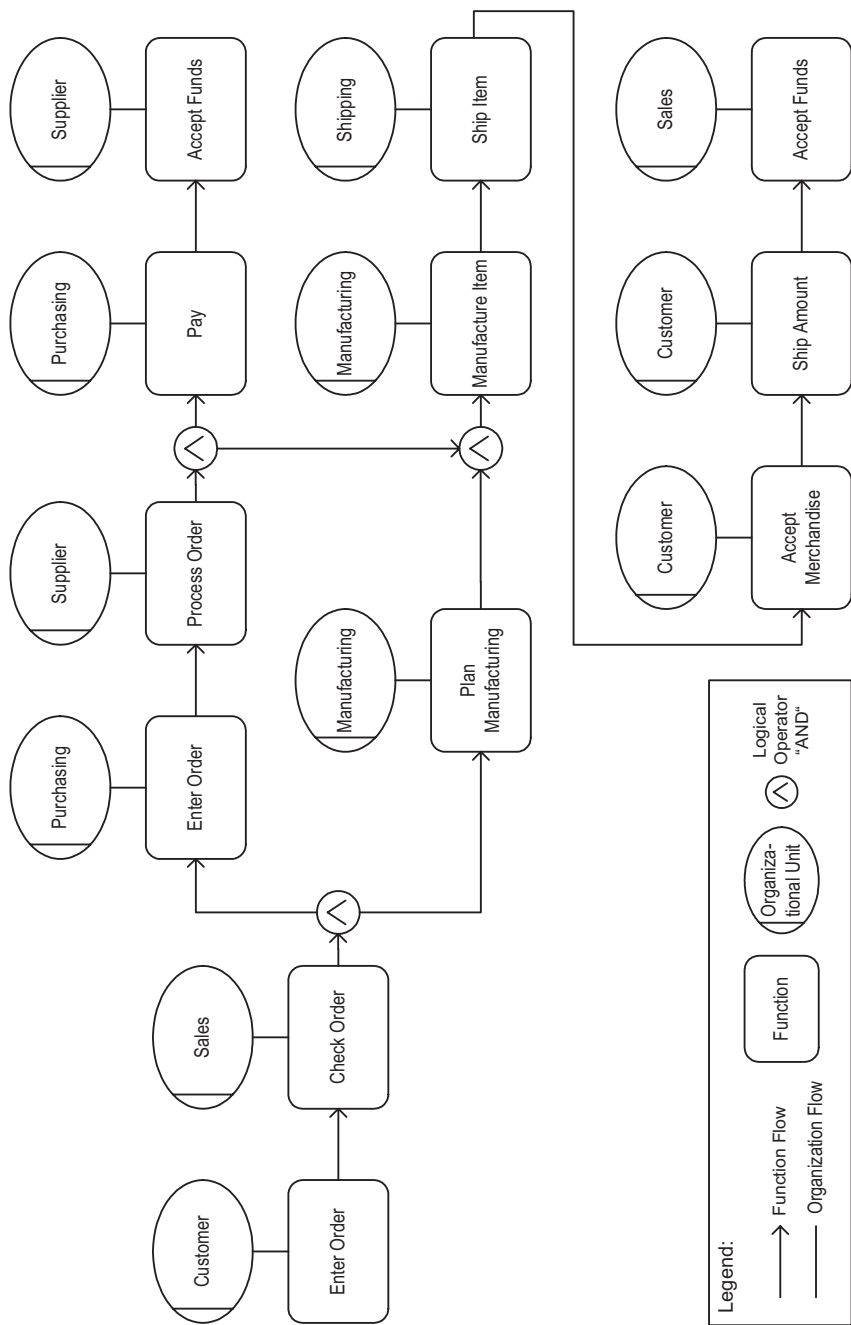 Supplier
Accept Funds
Purchasing
Pay
Supplier
Process Order
Purchasing
Enter Order
Sales
Check Order
Customer
Enter Order
Shipping
Ship Item
Manufacturing
Manufacture Item
Manufacturing
Plan
Manufacturing
Sales
Accept Funds
Customer
Ship Amount
Customer
Accept
Merchandise
Legend:
Function Flow
Organization Flow
Function
Organiza-
tional Unit
Logical
Operator
"AND“